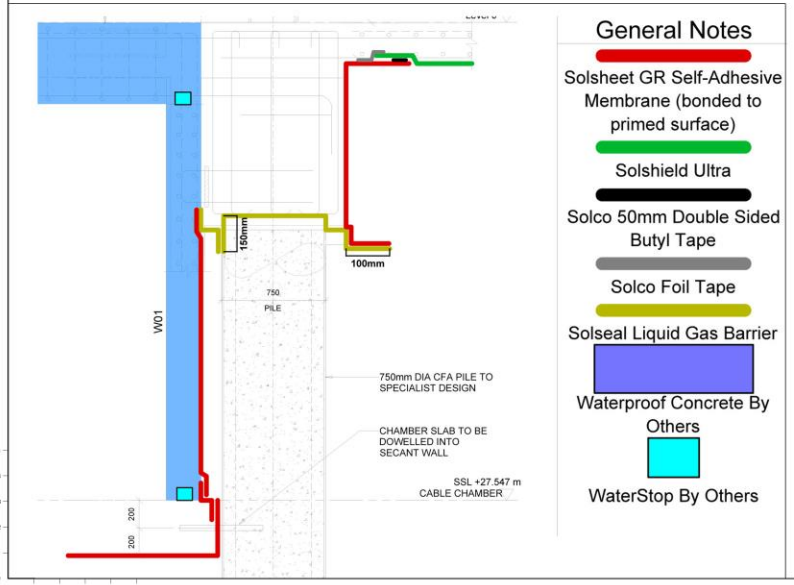 General Notes
Solsheet GR Self-Adhesive
Membrane (bonded to
primed surface)
Solshield Ultra
Solco 50mm Double Sided
Butyl Tape
Solco Foil Tape
Solseal Liquid Gas Barrier
Waterproof Concrete By
Others
WaterStop By Others
150mm
100mm
750
PILE
W01
750mm DIA CFA PILE TO
SPECIALIST DESIGN
CHAMBER SLAB TO BE
DOWELLED INTO
SECANT WALL
SSL +27.547 m
CABLE CHAMBER
200
200